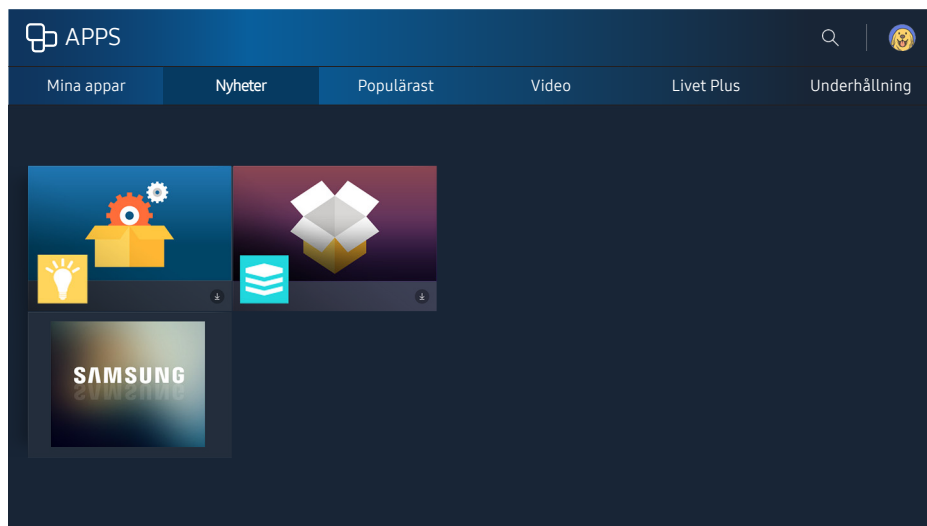 APPS
Mina appar Nyheter Populärast Video Livet Plus Underhållning
SAMSUNG